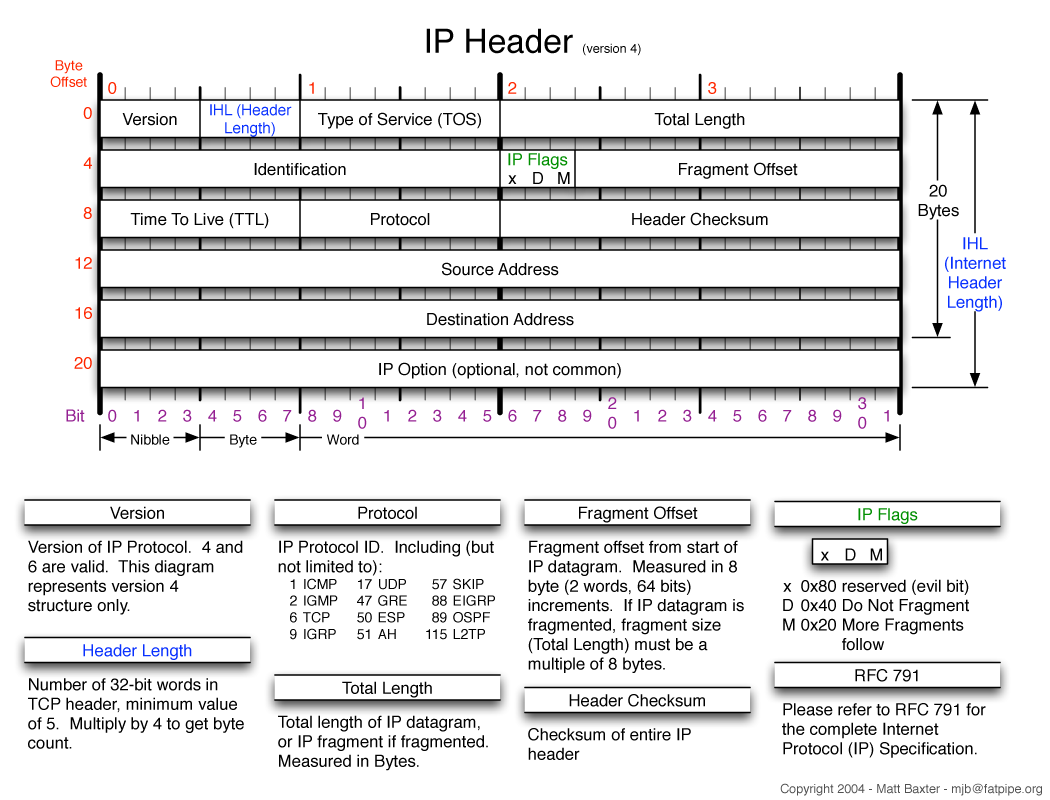 IP Header (version 4)
Byte
Offset
0 1 2 3
0 Version IHL (Header
Length) Type of Service (TOS) Total Length
4 Identification IP Flags
x D M Fragment Offset
8 Time To Live (TTL) Protocol Header Checksum
12 Source Address
16 Destination Address
20 IP Option (optional, not common)
20
Bytes
IHL
(Internet
Header
Length)
Bit 0 1 2 3 4 5 6 7 8 9 10 1 2 3 4 5 6 7 8 9 20 1 2 3 4 5 6 7 8 9 30 1
Nibble Byte Word
Version
Version of IP Protocol. 4 and
6 are valid. This diagram
represents version 4
structure only.
Header Length
Number of 32-bit words in
TCP header, minimum value
of 5. Multiply by 4 to get byte
count.
Protocol
IP Protocol ID. Including (but
not limited to):
1 ICMP 17 UDP 57 SKIP
2 IGMP 47 GRE 88 EIGRP
6 TCP 50 ESP 89 OSPF
9 IGRP 51 AH 115 L2TP
Total Length
Total length of IP datagram,
or IP fragment if fragmented.
Measured in Bytes.
Fragment Offset
Fragment offset from start of
IP datagram. Measured in 8
byte (2 words, 64 bits)
increments. If IP datagram is
fragmented, fragment size
(Total Length) must be a
multiple of 8 bytes.
Header Checksum
Checksum of entire IP
header
IP Flags
x D M
x 0x80 reserved (evil bit)
D 0x40 Do Not Fragment
M 0x20 More Fragments
follow
RFC 791
Please refer to RFC 791 for
the complete Internet
Protocol (IP) Specification.
Copyright 2004 - Matt Baxter - mjb@fatpipe.org